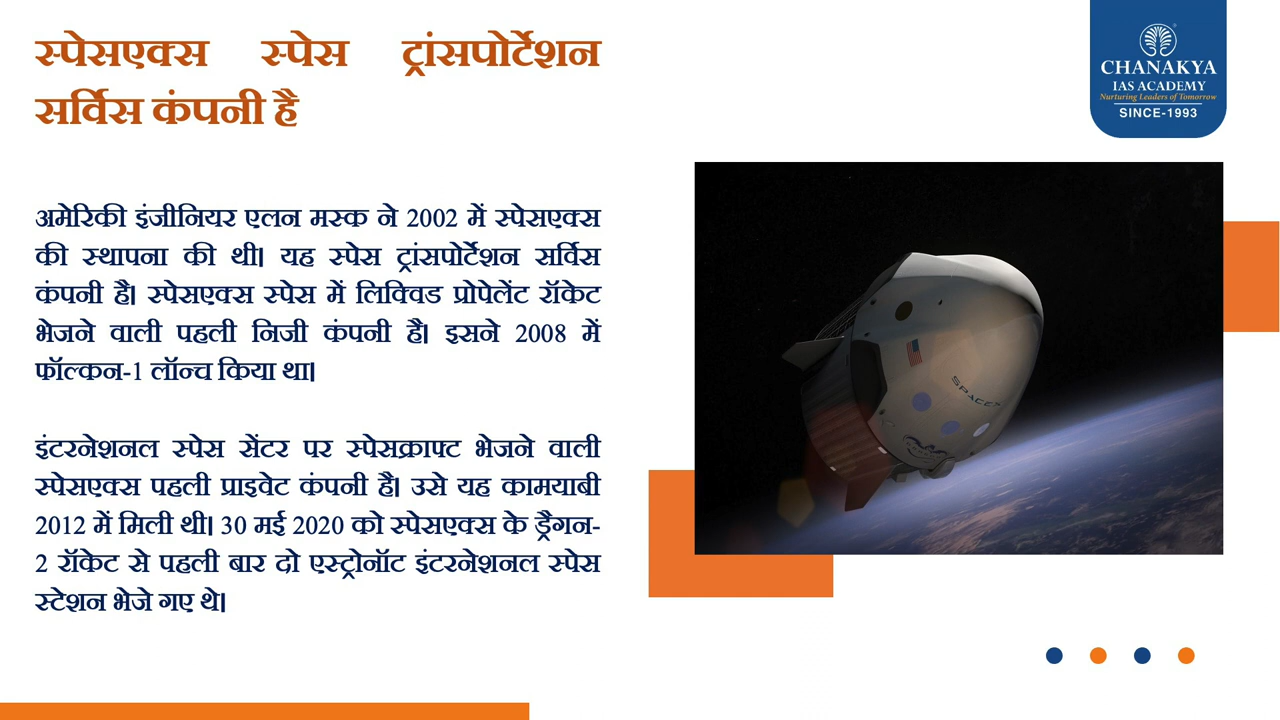 स्पेसएक्स स्पेस ट्रांसपोर्टेशन
सर्विस कंपनी है
CHANAKYA
IAS ACADEMY
Nurturing Leaders of Tomorrow
SINCE-1993
अमेरिकी इंजीनियर एलन मस्क ने 2002 में स्पेसएक्स
की स्थापना की थी। यह स्पेस ट्रांसपोर्टेशन सर्विस
कंपनी है। स्पेसएक्स स्पेस में लिक्विड प्रोपेलेंट रॉकेट
भेजने वाली पहली निजी कंपनी है। इसने 2008 में
फॉल्कन-1 लॉन्च किया था।
इंटरनेशनल स्पेस सेंटर पर स्पेसक्राफ्ट भेजने वाली
स्पेसएक्स पहली प्राइवेट कंपनी है। उसे यह कामयाबी
2012 में मिली थी। 30 मई 2020 को स्पेसएक्स के ड्रैगन-
2 रॉकेट से पहली बार दो एस्ट्रोनॉट इंटरनेशनल स्पेस
स्टेशन भेजे गए थे।
SPACEX